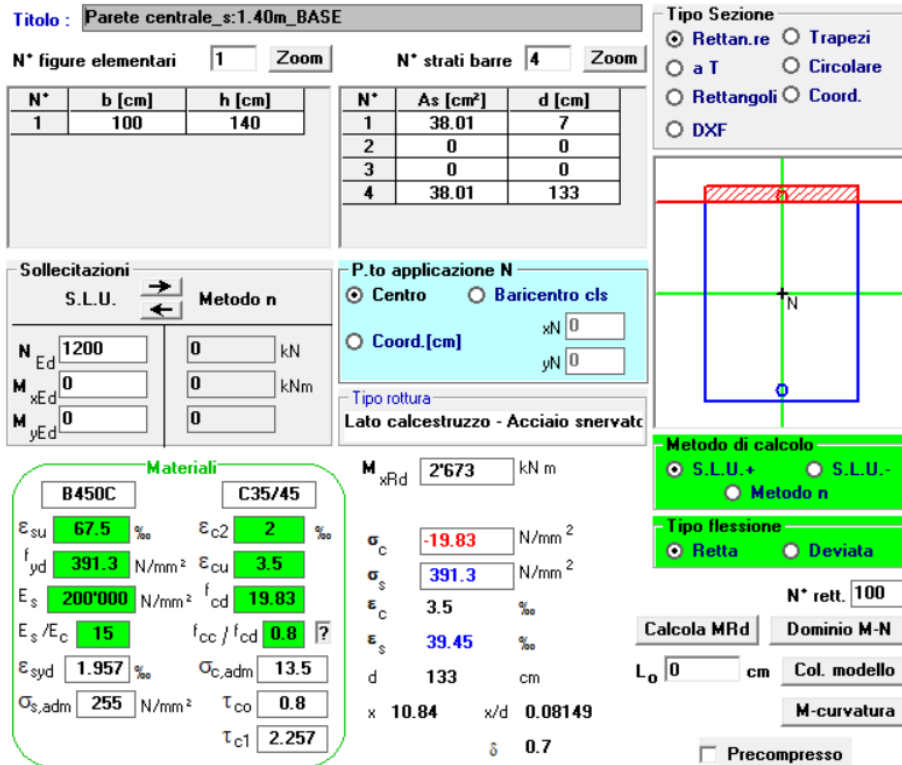 Titolo : Parete centrale_s:1.40m_BASE
N° figure elementari 1 Zoom N° strati barre 4 Zoom
N° b [cm] h [cm]
1 100 140
N° As [cm²] d [cm]
1 38.01 7
2 0 0
3 0 0
4 38.01 133
Tipo Sezione
Rettan.re Trapezi
a T Circolare
Rettangoli Coord.
DXF
N
Sollecitazioni
S.L.U. Metodo n
N Ed 1200 0 kN
M xEd 0 0 kNm
M yEd 0 0
P.to applicazione N
Centro Baricentro cls
Coord.[cm] xN 0
yN 0
Tipo rottura
Lato calcestruzzo - Acciaio snervato
Metodo di calcolo
S.L.U.+ S.L.U.-
Metodo n
Tipo flessione
Retta Deviata
Materiali
B450C C35/45
εsu 67.5 ‰ εc2 2 ‰
fyd 391.3 N/mm² εcu 3.5
Es 200'000 N/mm² fcd 19.83
Es/Ec 15 fcc / fcd 0.8 ?
εsyd 1.957 ‰ σc,adm 13.5
σs,adm 255 N/mm² τco 0.8
τc1 2.257
M xRd 2'673 kN m
σc -19.83 N/mm²
σs 391.3 N/mm²
εc 3.5 ‰
εs 39.45 ‰
d 133 cm
x 10.84 x/d 0.08149
δ 0.7
N° rett. 100
Calcola MRd Dominio M-N
Lo 0 cm Col. modello
M-curvatura
Precompresso